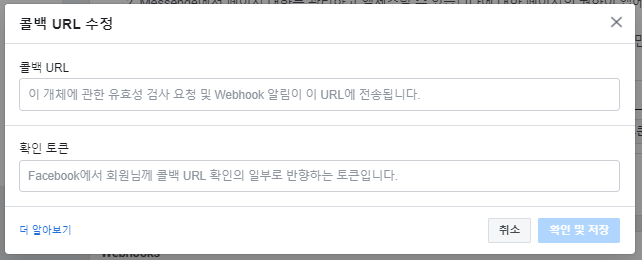 콜백 URL 수정
콜백 URL
이 개체에 관한 유효성 검사 요청 및 Webhook 알림이 이 URL에 전송됩니다.
확인 토큰
Facebook에서 회원님께 콜백 URL 확인의 일부로 반향하는 토큰입니다.
더 알아보기
취소
확인 및 저장
Webhooks